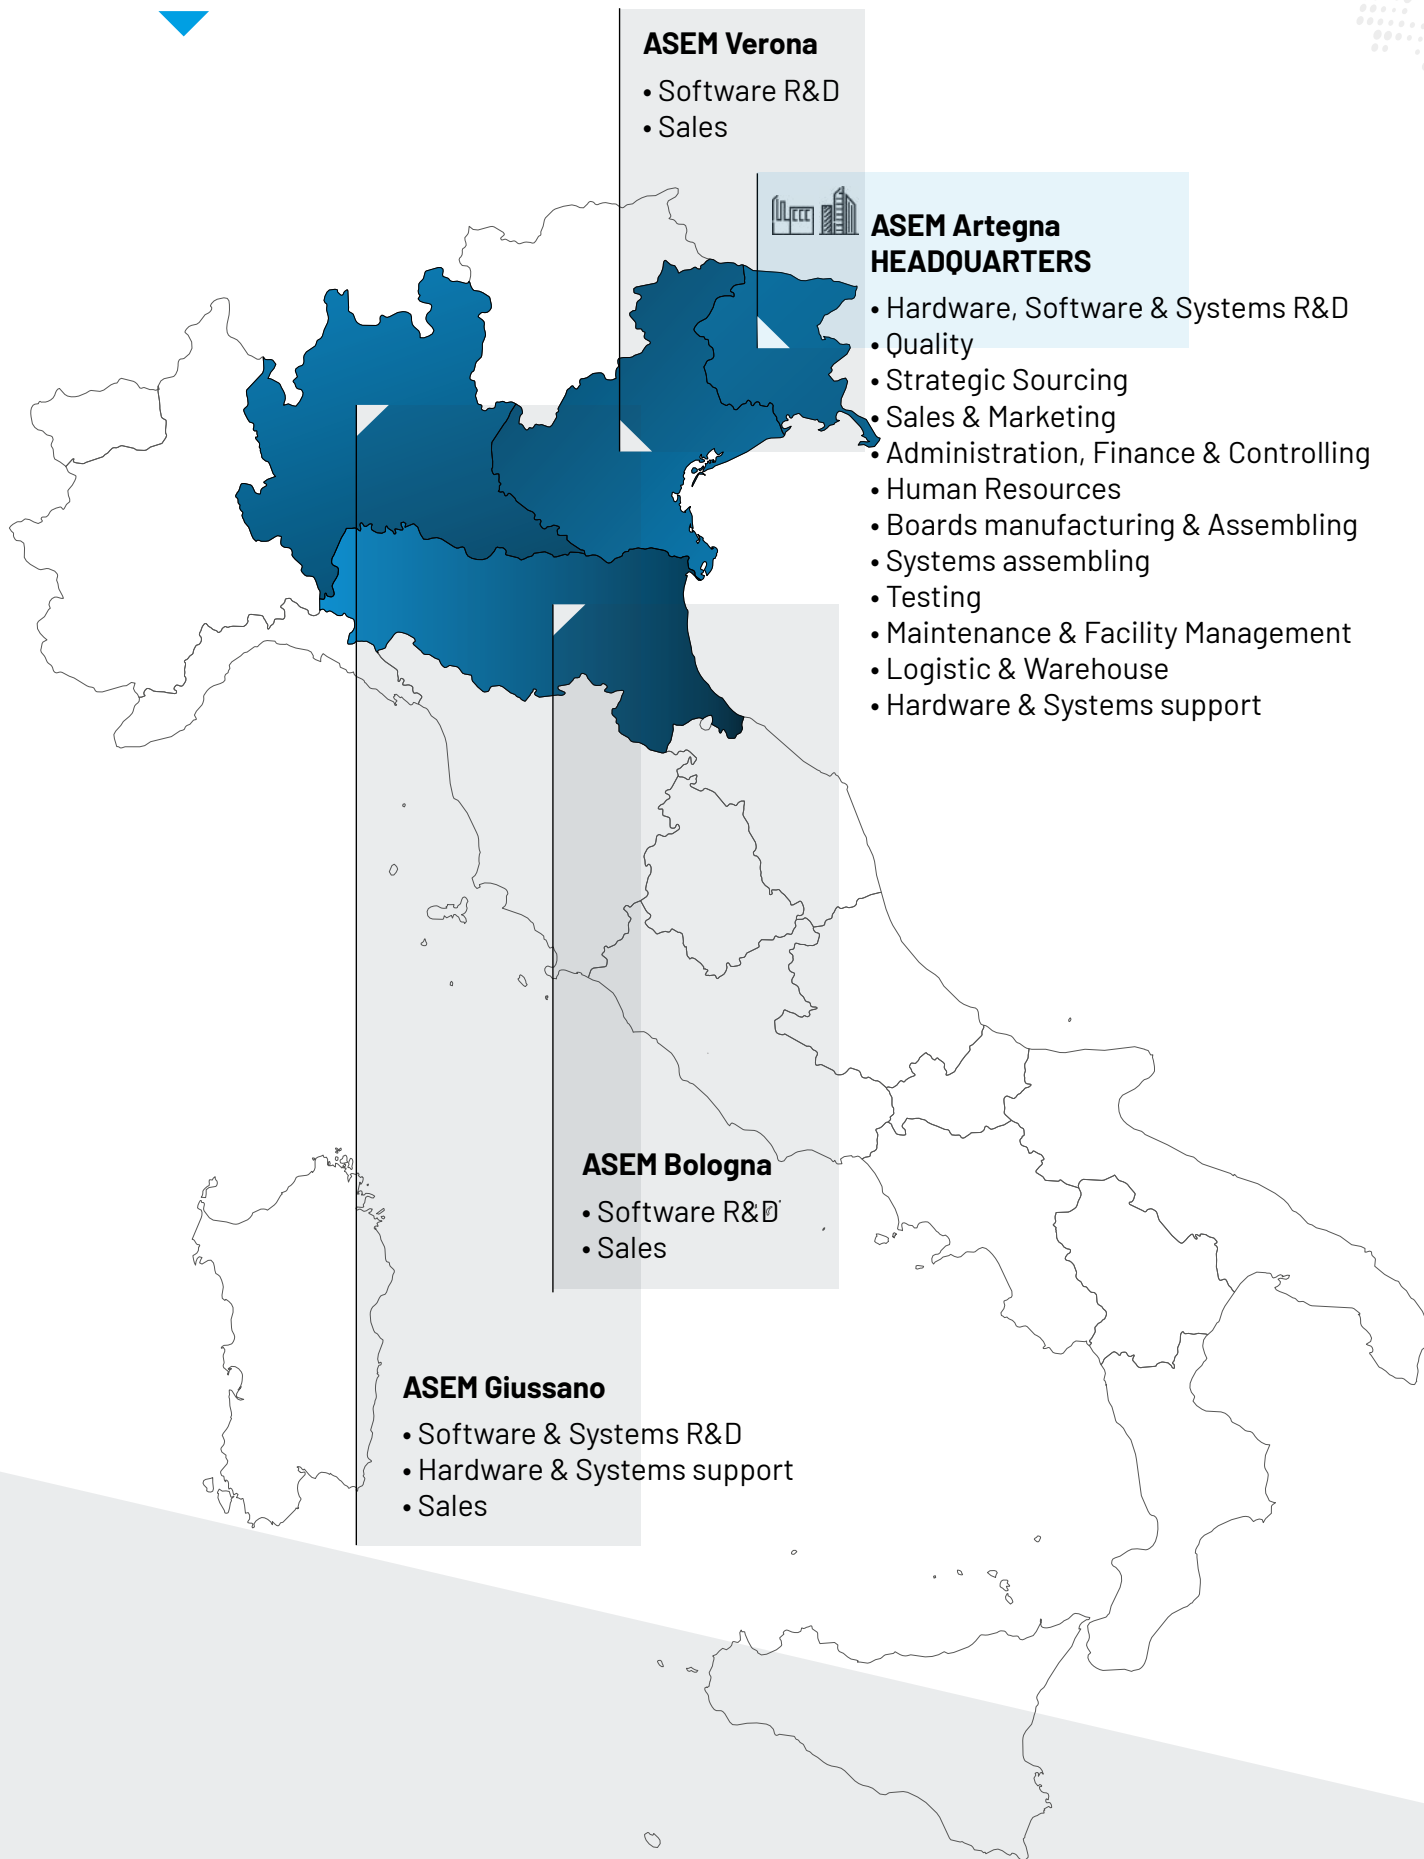 ASEM Verona
• Software R&D
• Sales
ASEM Artegna
HEADQUARTERS
• Hardware, Software & Systems R&D
• Quality
• Strategic Sourcing
• Sales & Marketing
• Administration, Finance & Controlling
• Human Resources
• Boards manufacturing & Assembling
• Systems assembling
• Testing
• Maintenance & Facility Management
• Logistic & Warehouse
• Hardware & Systems support
ASEM Bologna
• Software R&D
• Sales
ASEM Giussano
• Software & Systems R&D
• Hardware & Systems support
• Sales